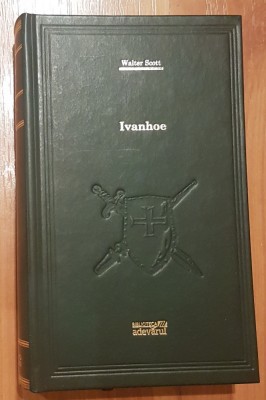 Walter Scott
Ivanhoe
BIBLIOTECA
adevărul